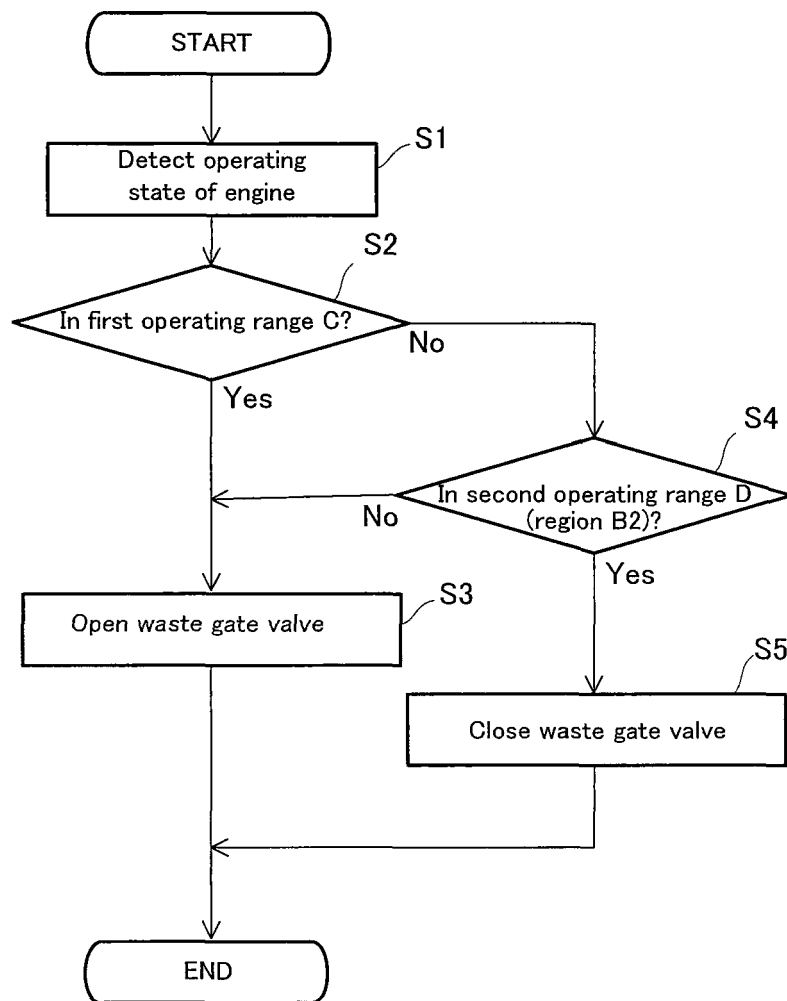 START
S1
Detect operating
state of engine
S2
In first operating range C?
No
Yes
S4
In second operating range D
(region B2)?
No
Yes
S3
Open waste gate valve
S5
Close waste gate valve
END